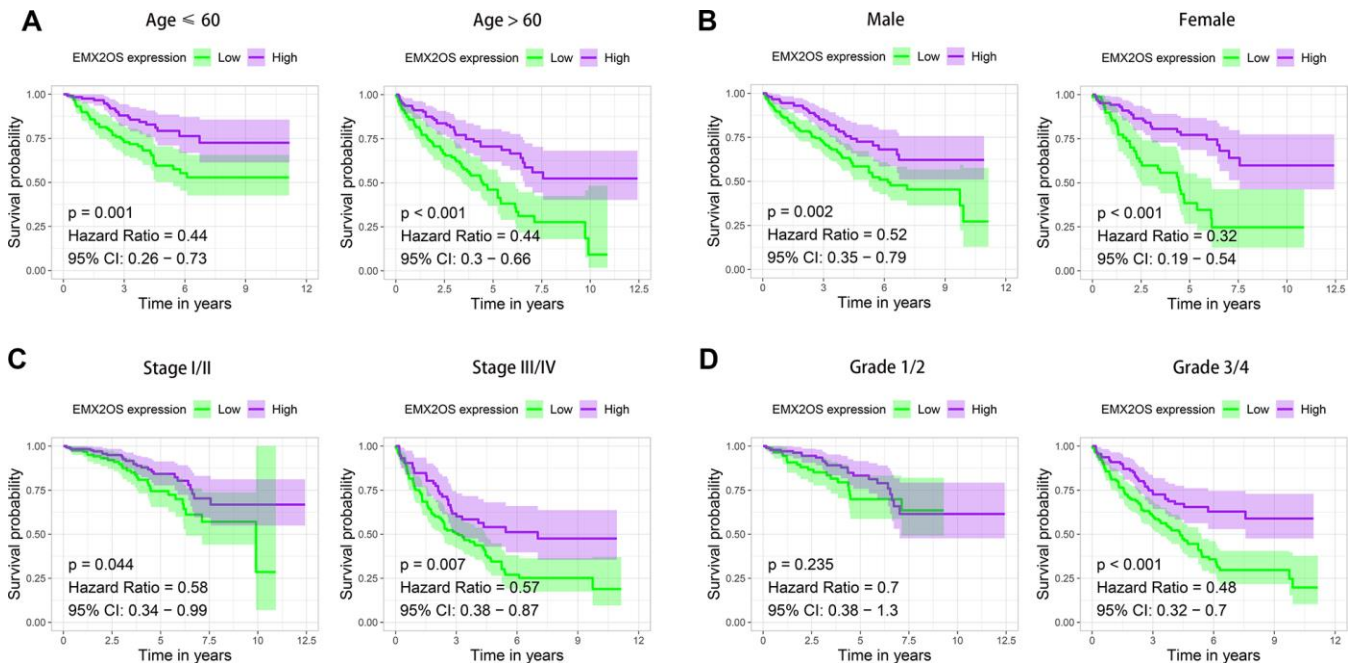 A
Age ⩽ 60
EMX2OS expression Low High
Survival probability
1.00
0.75
0.50
0.25
0.00
p = 0.001
Hazard Ratio = 0.44
95% CI: 0.26 − 0.73
0 3 6 9 12
Time in years
Age > 60
EMX2OS expression Low High
Survival probability
1.00
0.75
0.50
0.25
0.00
p < 0.001
Hazard Ratio = 0.44
95% CI: 0.3 − 0.66
0 2.5 5 7.5 10 12.5
Time in years
B
Male
EMX2OS expression Low High
Survival probability
1.00
0.75
0.50
0.25
0.00
p = 0.002
Hazard Ratio = 0.52
95% CI: 0.35 − 0.79
0 3 6 9 12
Time in years
Female
EMX2OS expression Low High
Survival probability
1.00
0.75
0.50
0.25
0.00
p < 0.001
Hazard Ratio = 0.32
95% CI: 0.19 − 0.54
0 2.5 5 7.5 10 12.5
Time in years
C
Stage I/II
EMX2OS expression Low High
Survival probability
1.00
0.75
0.50
0.25
0.00
p = 0.044
Hazard Ratio = 0.58
95% CI: 0.34 − 0.99
0 2.5 5 7.5 10 12.5
Time in years
Stage III/IV
EMX2OS expression Low High
Survival probability
1.00
0.75
0.50
0.25
0.00
p = 0.007
Hazard Ratio = 0.57
95% CI: 0.38 − 0.87
0 3 6 9 12
Time in years
D
Grade 1/2
EMX2OS expression Low High
Survival probability
1.00
0.75
0.50
0.25
0.00
p = 0.235
Hazard Ratio = 0.7
95% CI: 0.38 − 1.3
0 2.5 5 7.5 10 12.5
Time in years
Grade 3/4
EMX2OS expression Low High
Survival probability
1.00
0.75
0.50
0.25
0.00
p < 0.001
Hazard Ratio = 0.48
95% CI: 0.32 − 0.7
0 3 6 9 12
Time in years